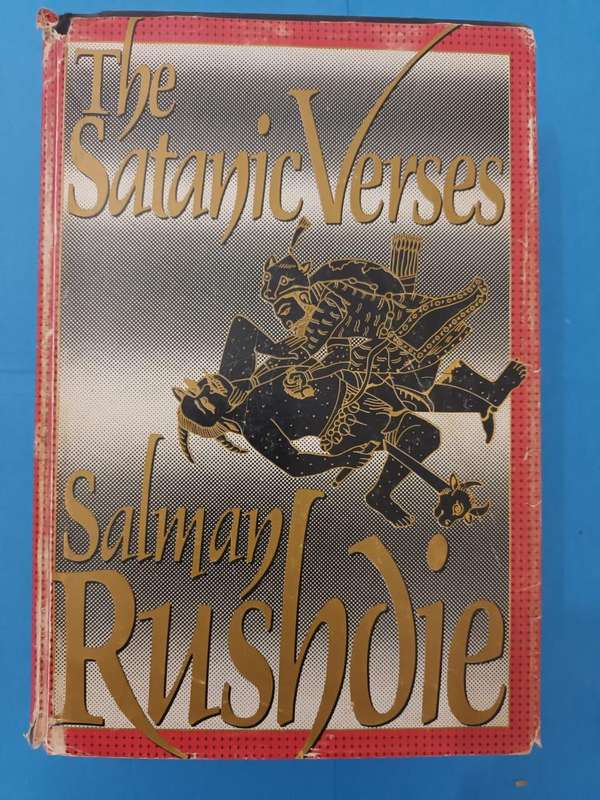 The
Satanic Verses
Salman
Rushdie